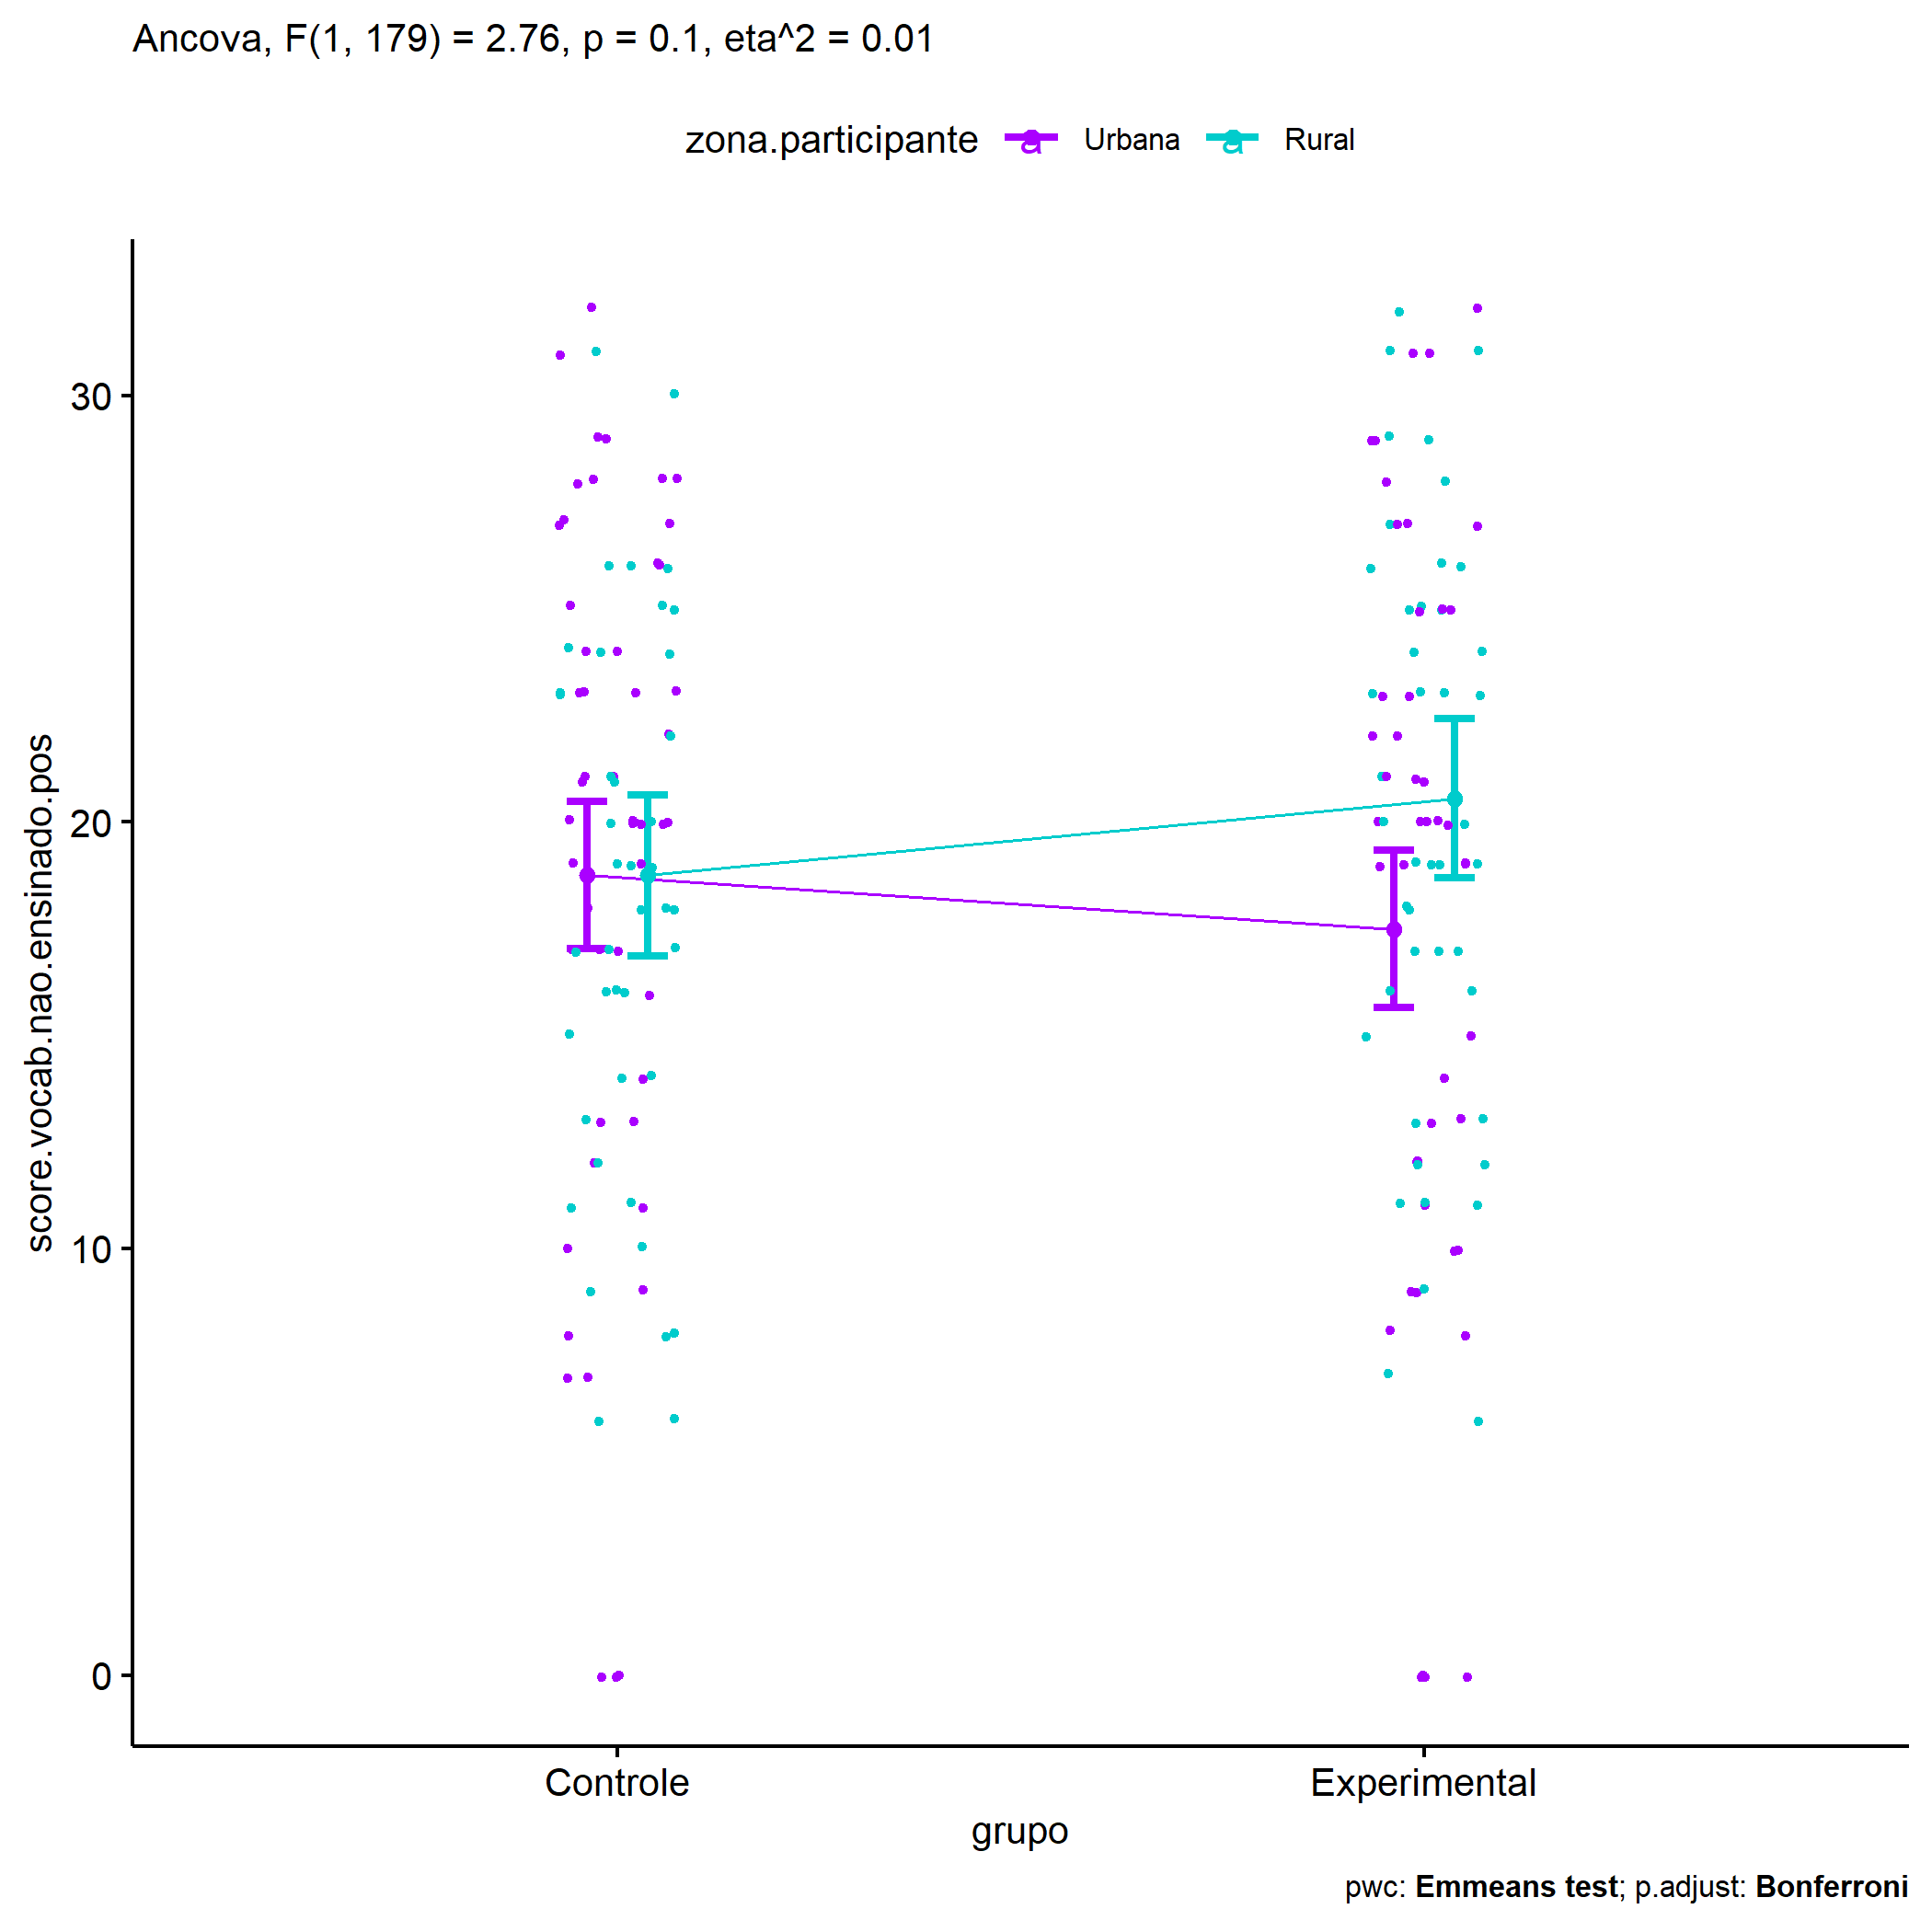 Ancova, F(1, 179) = 2.76, p = 0.1, eta^2 = 0.01
zona.participante a Urbana a Rural
score.vocab.nao.ensinado.pos
30
20
10
0
Controle Experimental
grupo
pwc: Emmeans test; p.adjust: Bonferroni